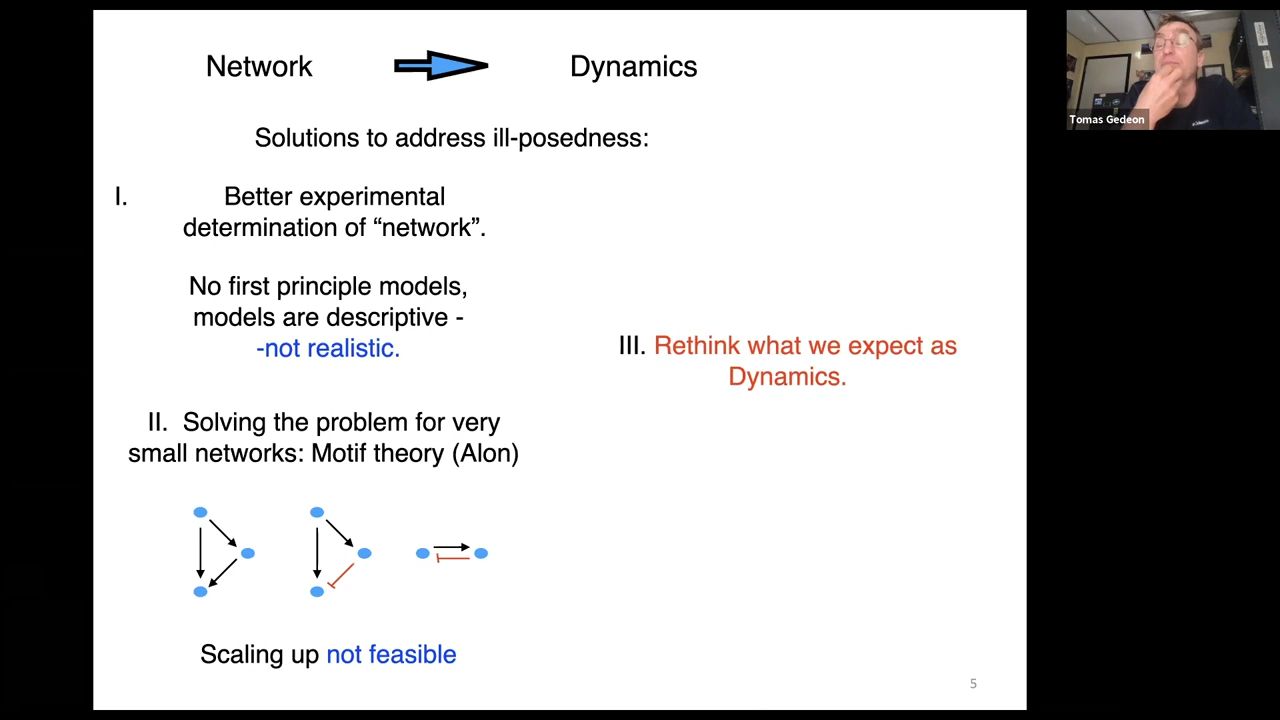 Network
Dynamics
Solutions to address ill-posedness:
I.
Better experimental
determination of “network”.
No first principle models,
models are descriptive -
-not realistic.
III. Rethink what we expect as
Dynamics.
II. Solving the problem for very
small networks: Motif theory (Alon)
Scaling up not feasible
5
Tomas Gedeon